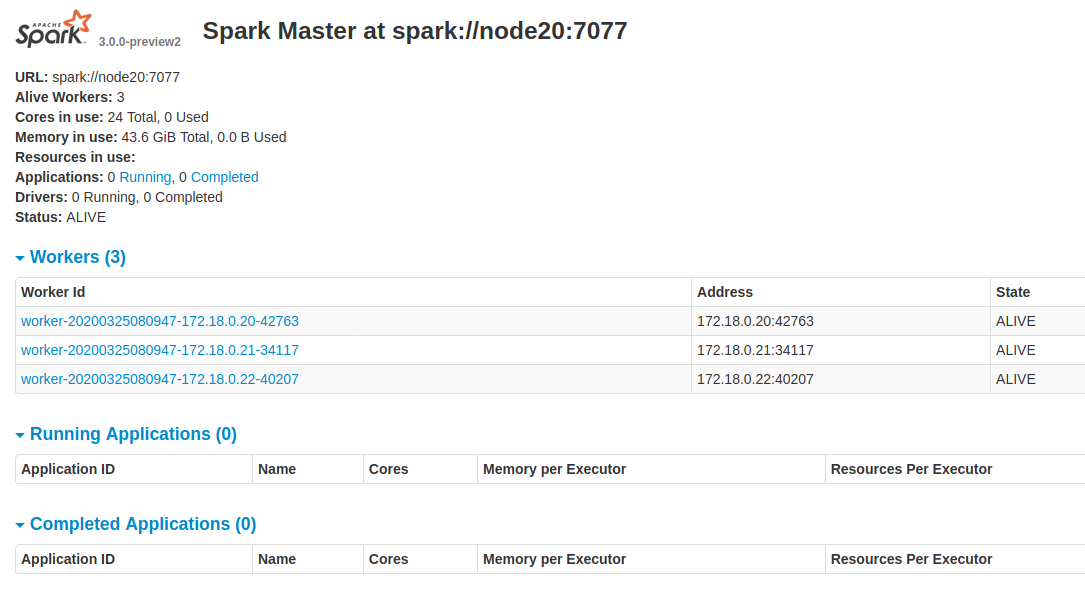 APACHE
Spark 3.0.0-preview2 Spark Master at spark://node20:7077
URL: spark://node20:7077
Alive Workers: 3
Cores in use: 24 Total, 0 Used
Memory in use: 43.6 GiB Total, 0.0 B Used
Resources in use:
Applications: 0 Running, 0 Completed
Drivers: 0 Running, 0 Completed
Status: ALIVE
Workers (3)
Worker Id Address State
worker-20200325080947-172.18.0.20-42763 172.18.0.20:42763 ALIVE
worker-20200325080947-172.18.0.21-34117 172.18.0.21:34117 ALIVE
worker-20200325080947-172.18.0.22-40207 172.18.0.22:40207 ALIVE
Running Applications (0)
Application ID Name Cores Memory per Executor Resources Per Executor
Completed Applications (0)
Application ID Name Cores Memory per Executor Resources Per Executor